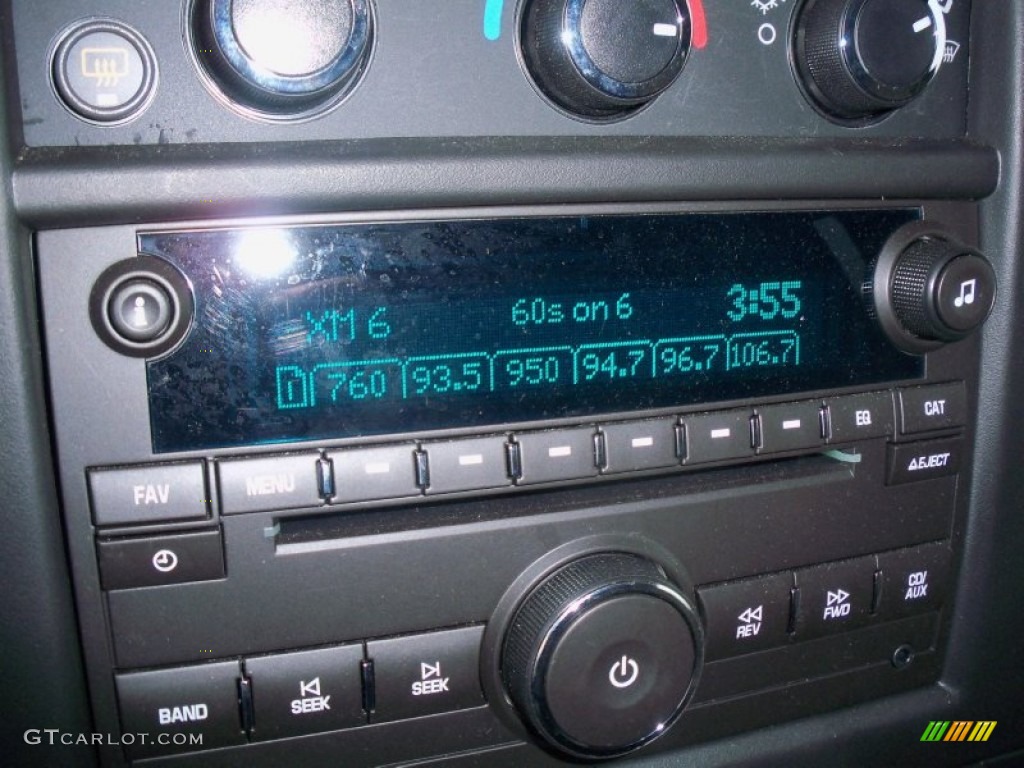 XM 6 60s on 6 3:55
1 760 93.5 950 94.7 96.7 106.7
EQ CAT
FAV MENU
EJECT
REV FWD CD/AUX
BAND SEEK SEEK
GTCARLOT.COM